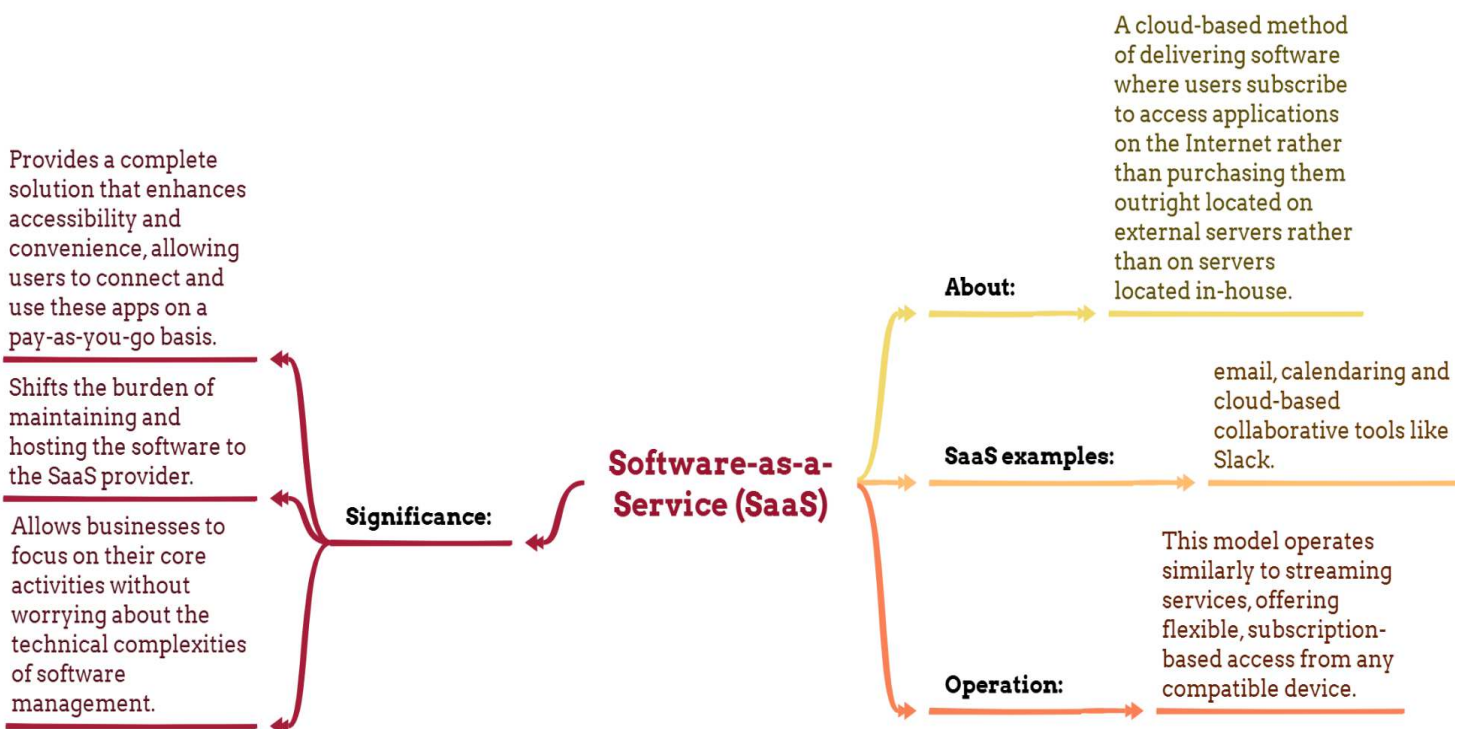 Software-as-a-
Service (SaaS)
About:
A cloud-based method
of delivering software
where users subscribe
to access applications
on the Internet rather
than purchasing them
outright located on
external servers rather
than on servers
located in-house.
SaaS examples:
email, calendaring and
cloud-based
collaborative tools like
Slack.
Operation:
This model operates
similarly to streaming
services, offering
flexible, subscription-
based access from any
compatible device.
Significance:
Provides a complete
solution that enhances
accessibility and
convenience, allowing
users to connect and
use these apps on a
pay-as-you-go basis.
Shifts the burden of
maintaining and
hosting the software to
the SaaS provider.
Allows businesses to
focus on their core
activities without
worrying about the
technical complexities
of software
management.